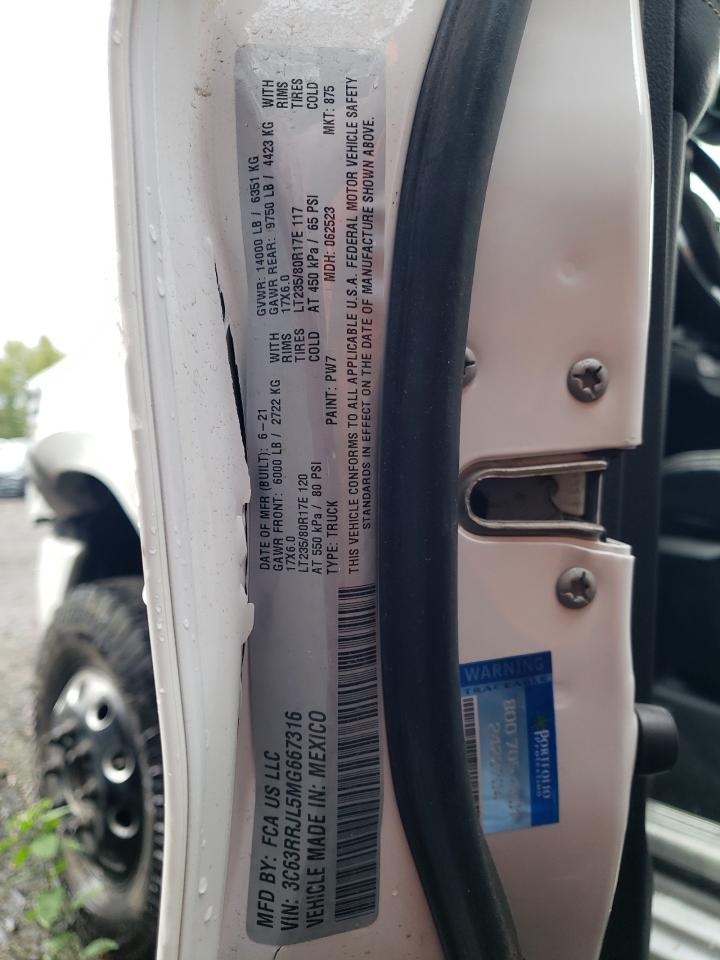 MFD BY: FCA US LLC
VIN: 3C63RRJL5MG667316
VEHICLE MADE IN: MEXICO
DATE OF MFR (BUILT): 6-21
GAWR FRONT: 6000 LB / 2722 KG WITH
17X6.0 RIMS
LT235/80R17E 120 TIRES
AT 550 kPa / 80 PSI COLD
TYPE: TRUCK PAINT: PW7
GVWR: 14000 LB / 6351 KG
GAWR REAR: 9750 LB / 4423 KG WITH
17X6.0 RIMS
LT235/80R17E 117 TIRES
AT 450 kPa / 65 PSI COLD
MDH: 062523 MKT: 875
THIS VEHICLE CONFORMS TO ALL APPLICABLE U.S.A. FEDERAL MOTOR VEHICLE SAFETY
STANDARDS IN EFFECT ON THE DATE OF MANUFACTURE SHOWN ABOVE.
WARNING
TRACEABLE
PORTFOLIO
Protection